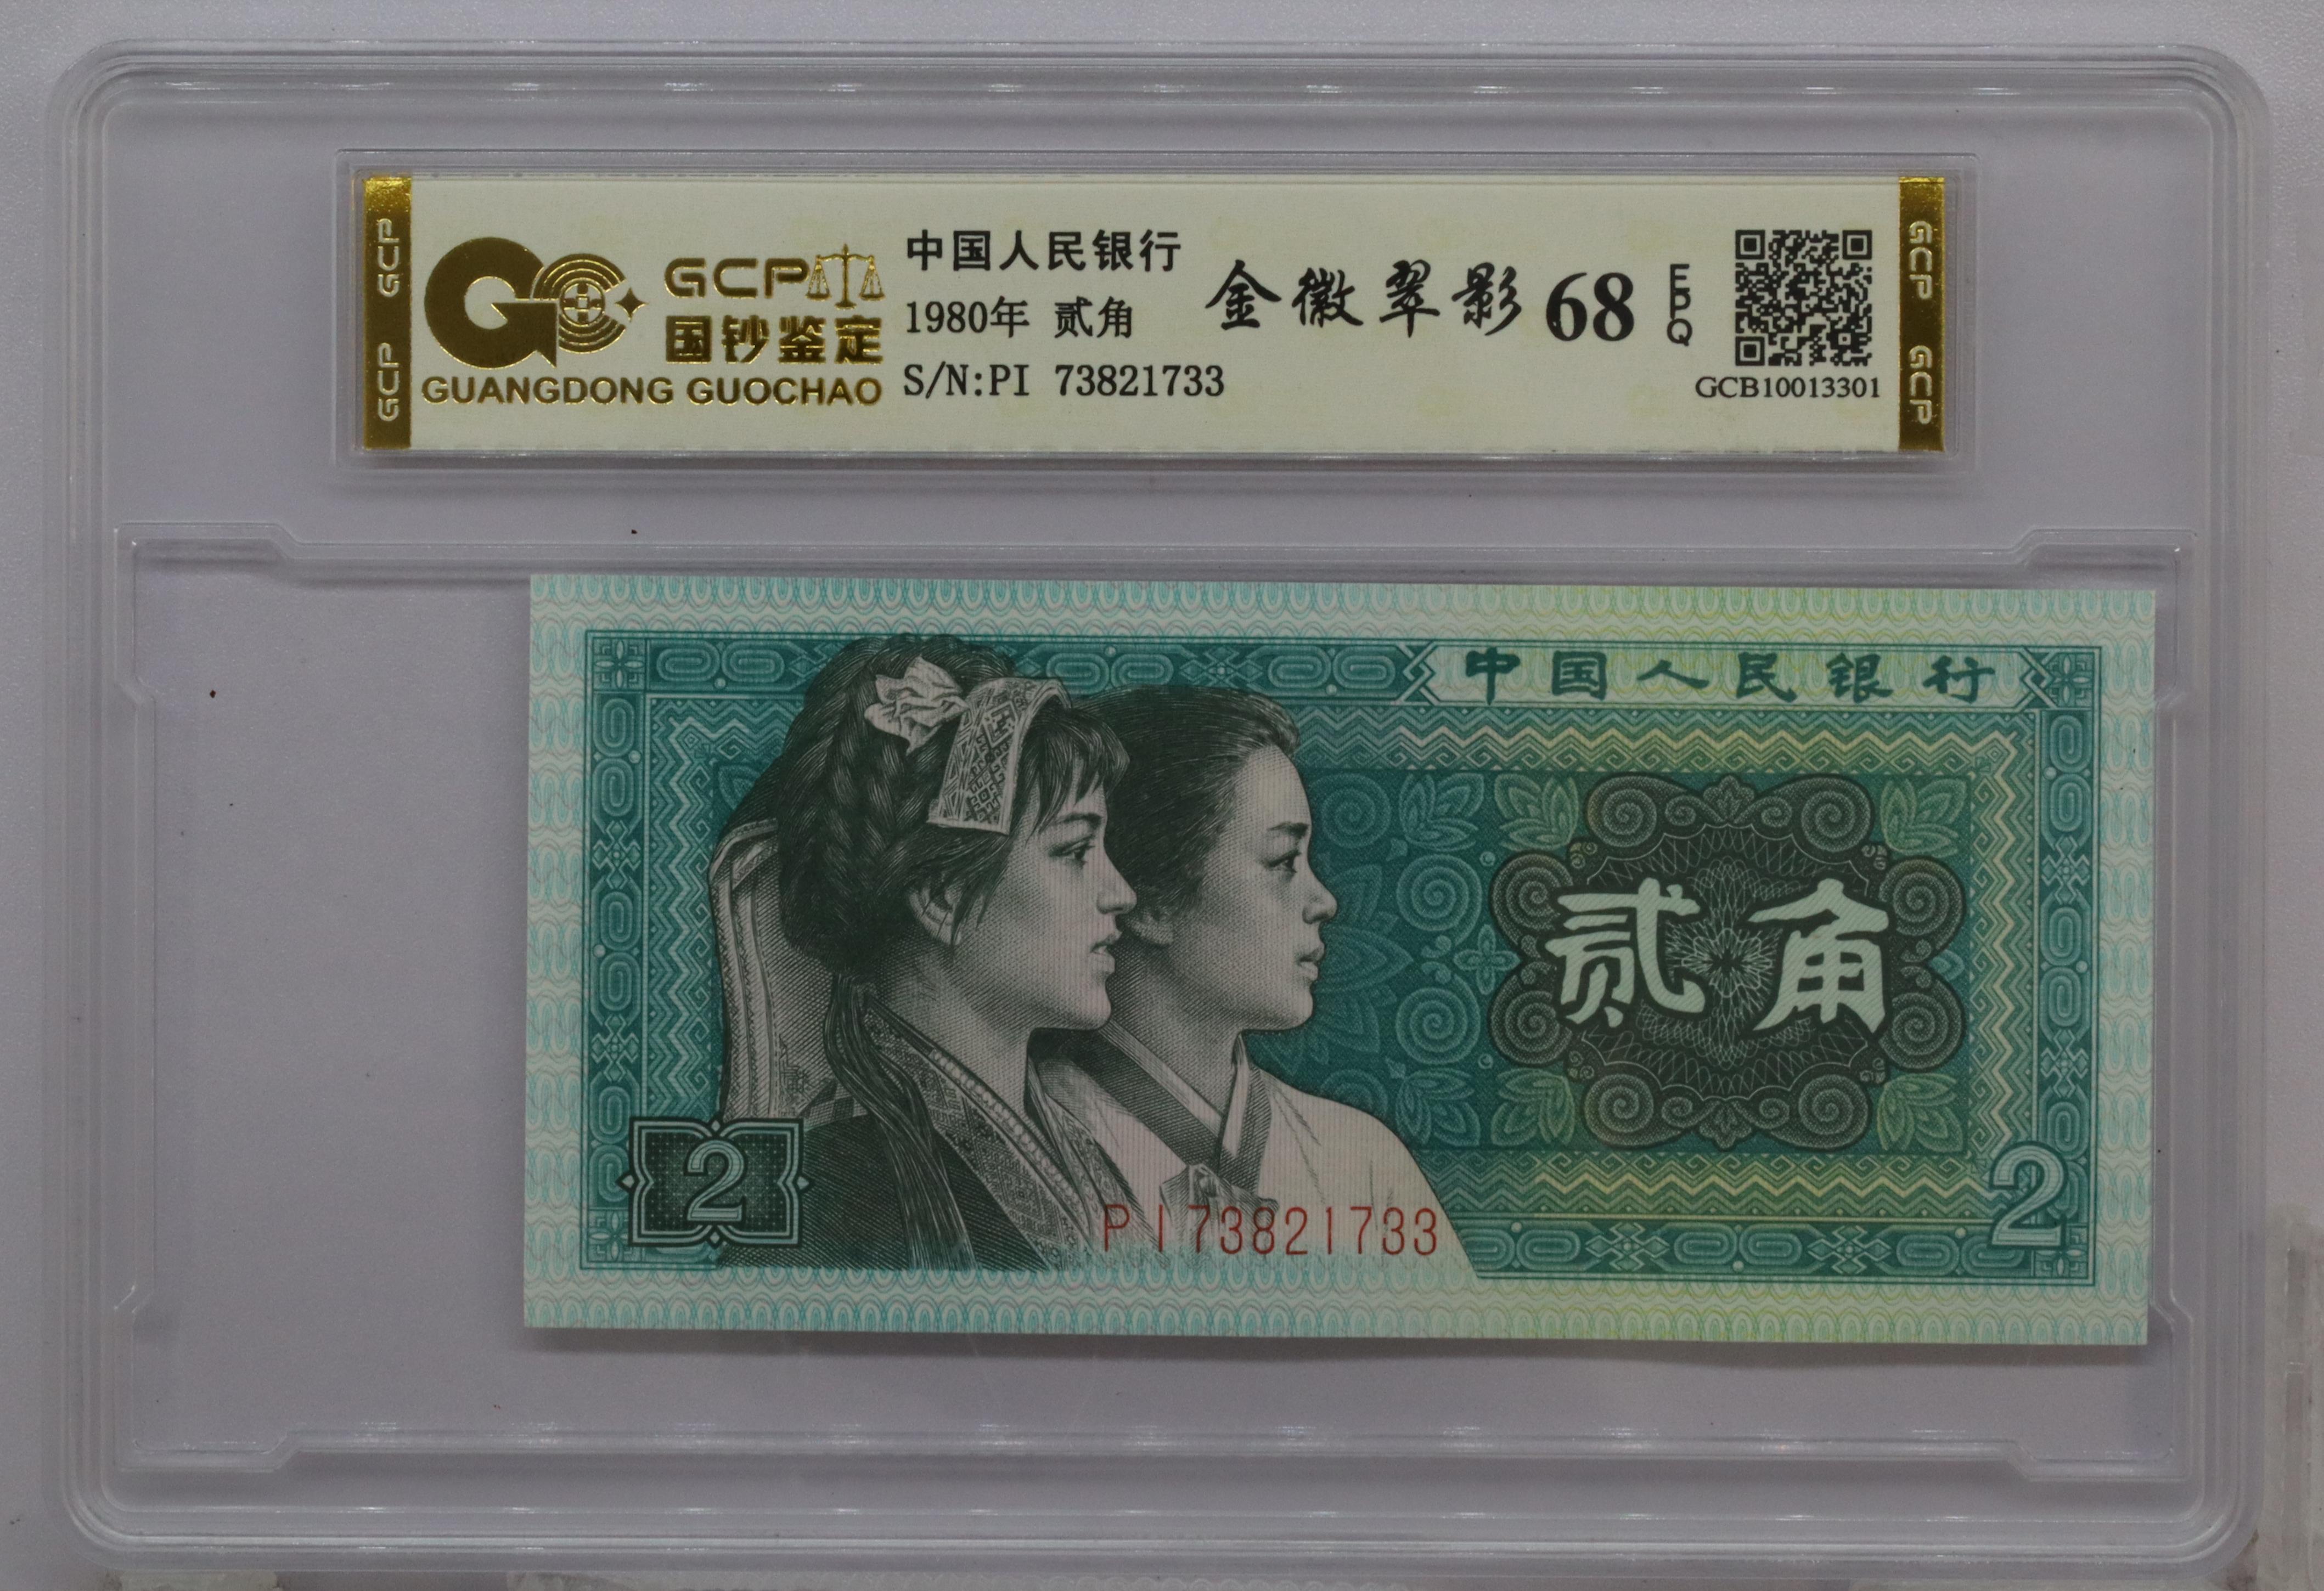 GCP
GCP
GCP
国钞鉴定
GUANGDONG GUOCHAO
中国人民银行
1980年 贰角
S/N:PI 73821733
金徽翠影 68 EPQ
GCB10013301
GCP
GCP
中国人民银行
贰角
2
PI73821733
2